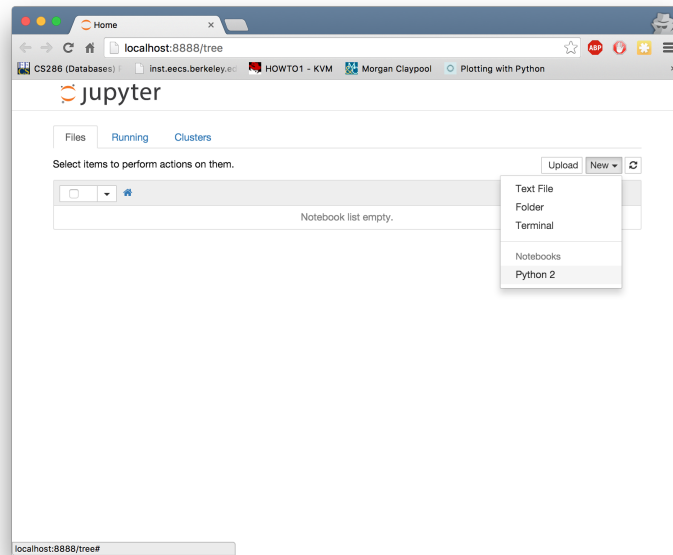 Home
localhost:8888/tree
ABP
CS286 (Databases) inst.eecs.berkeley.ed HOWTO1 - KVM Morgan Claypool Plotting with Python
jupyter
Files Running Clusters
Select items to perform actions on them.
Upload New
Text File
Folder
Terminal
Notebook list empty.
Notebooks
Python 2
localhost:8888/tree#